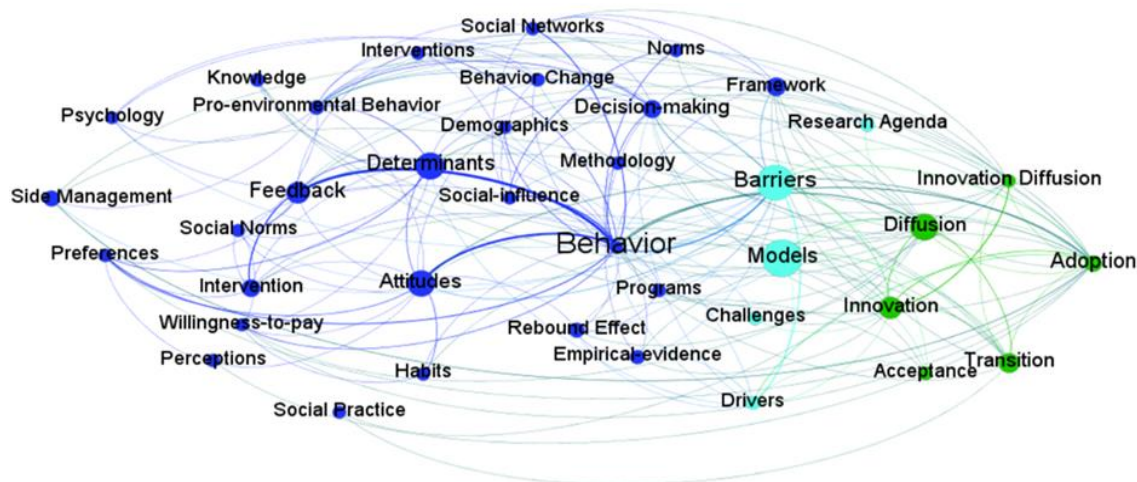 Social Networks
Interventions
Norms
Knowledge
Behavior Change
Framework
Pro-environmental Behavior
Decision-making
Psychology
Demographics
Research Agenda
Determinants
Methodology
Barriers
Innovation Diffusion
Side Management
Feedback
Social-influence
Social Norms
Diffusion
Preferences
Behavior
Models
Adoption
Intervention
Attitudes
Programs
Innovation
Willingness-to-pay
Rebound Effect
Challenges
Perceptions
Empirical-evidence
Habits
Acceptance
Transition
Social Practice
Drivers